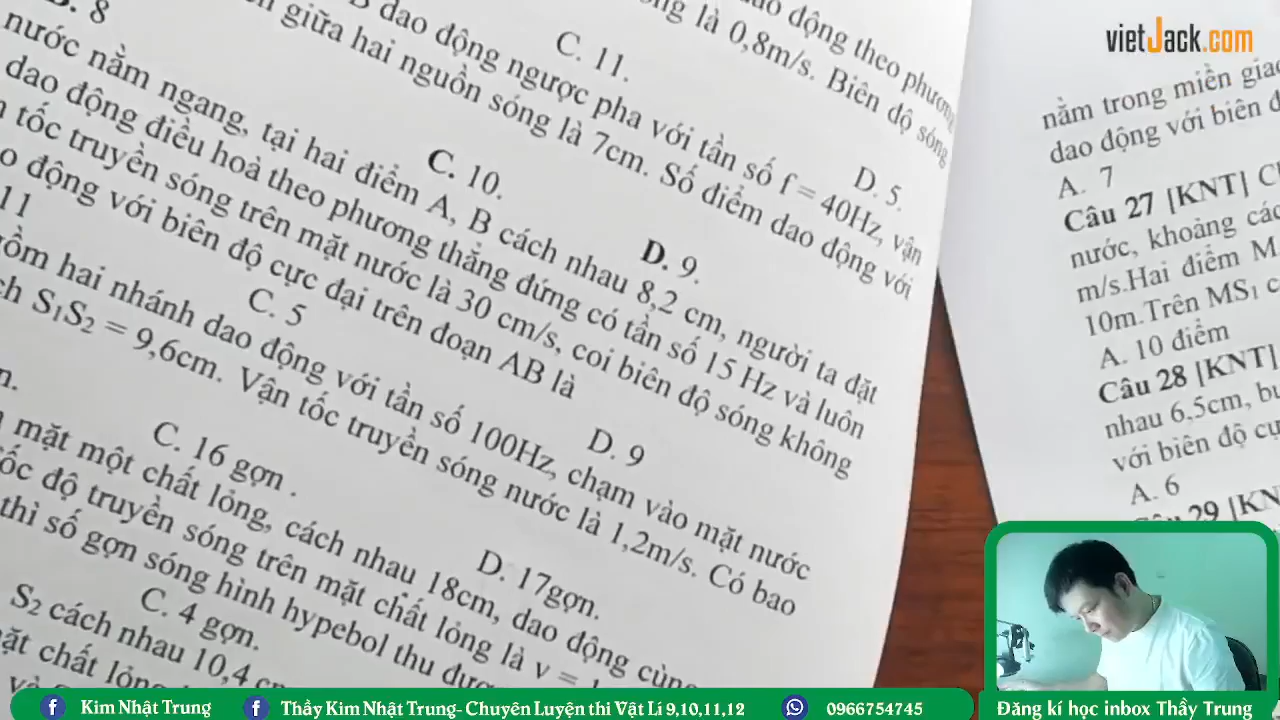 B. 8
C. 11.
D. 5.
dao động theo phương
ng là 0,8m/s. Biên độ sóng
dao động ngược pha với tần số f = 40Hz, vận
giữa hai nguồn sóng là 7cm. Số điểm dao động với
C. 10.
D. 9.
nước nằm ngang, tại hai điểm A, B cách nhau 8,2 cm, người ta đặt
dao động điều hoà theo phương thẳng đứng có tần số 15 Hz và luôn
tốc truyền sóng trên mặt nước là 30 cm/s, coi biên độ sóng không
o động với biên độ cực đại trên đoạn AB là
11
C. 5
D. 9
gồm hai nhánh dao động với tần số 100Hz, chạm vào mặt nước
ch S₁S₂ = 9,6cm. Vận tốc truyền sóng nước là 1,2m/s. Có bao
n.
C. 16 gợn .
D. 17gợn.
mặt một chất lỏng, cách nhau 18cm, dao động cùng
ốc độ truyền sóng trên mặt chất lỏng là v =
thì số gợn sóng hình hypebol thu được
C. 4 gợn.
S₂ cách nhau 10,4
ặt chất lỏng
vietJack.com
nằm trong miền giao
dao động với biên đ
A. 7
Câu 27 [KNT] C
nước, khoảng các
m/s.Hai điểm M
10m.Trên MS₁ c
A. 10 điểm
Câu 28 [KNT]
nhau 6,5cm, bư
với biên độ cự
A. 6
29 [KN
Kim Nhật Trung
Thầy Kim Nhật Trung- Chuyên Luyện thi Vật Lí 9,10,11,12
0966754745
Đăng kí học inbox Thầy Trung